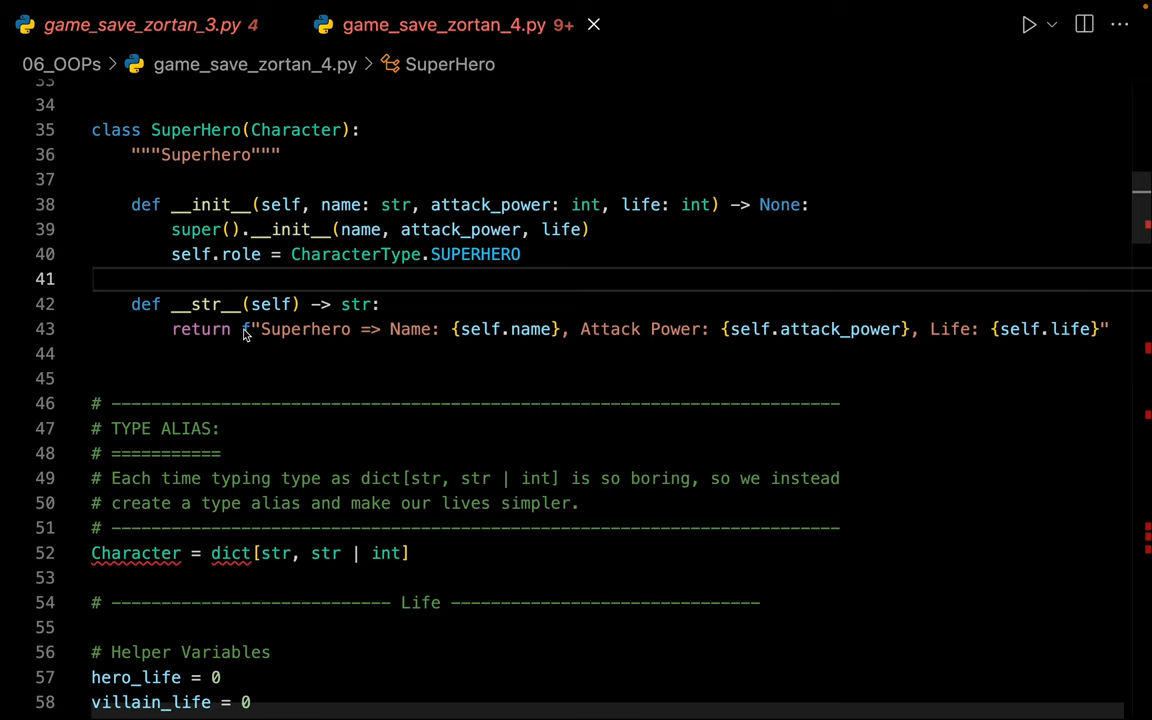 game_save_zortan_3.py 4 game_save_zortan_4.py 9+
06_OOPs > game_save_zortan_4.py > SuperHero
33
34
35 class SuperHero(Character):
36 """Superhero"""
37
38 def __init__(self, name: str, attack_power: int, life: int) -> None:
39 super().__init__(name, attack_power, life)
40 self.role = CharacterType.SUPERHERO
41
42 def __str__(self) -> str:
43 return f"Superhero => Name: {self.name}, Attack Power: {self.attack_power}, Life: {self.life}"
44
45
46 # -------------------------------------------------------------------------
47 # TYPE ALIAS:
48 # ===========
49 # Each time typing type as dict[str, str | int] is so boring, so we instead
50 # create a type alias and make our lives simpler.
51 # -------------------------------------------------------------------------
52 Character = dict[str, str | int]
53
54 # ---------------------------- Life -------------------------------
55
56 # Helper Variables
57 hero_life = 0
58 villain_life = 0